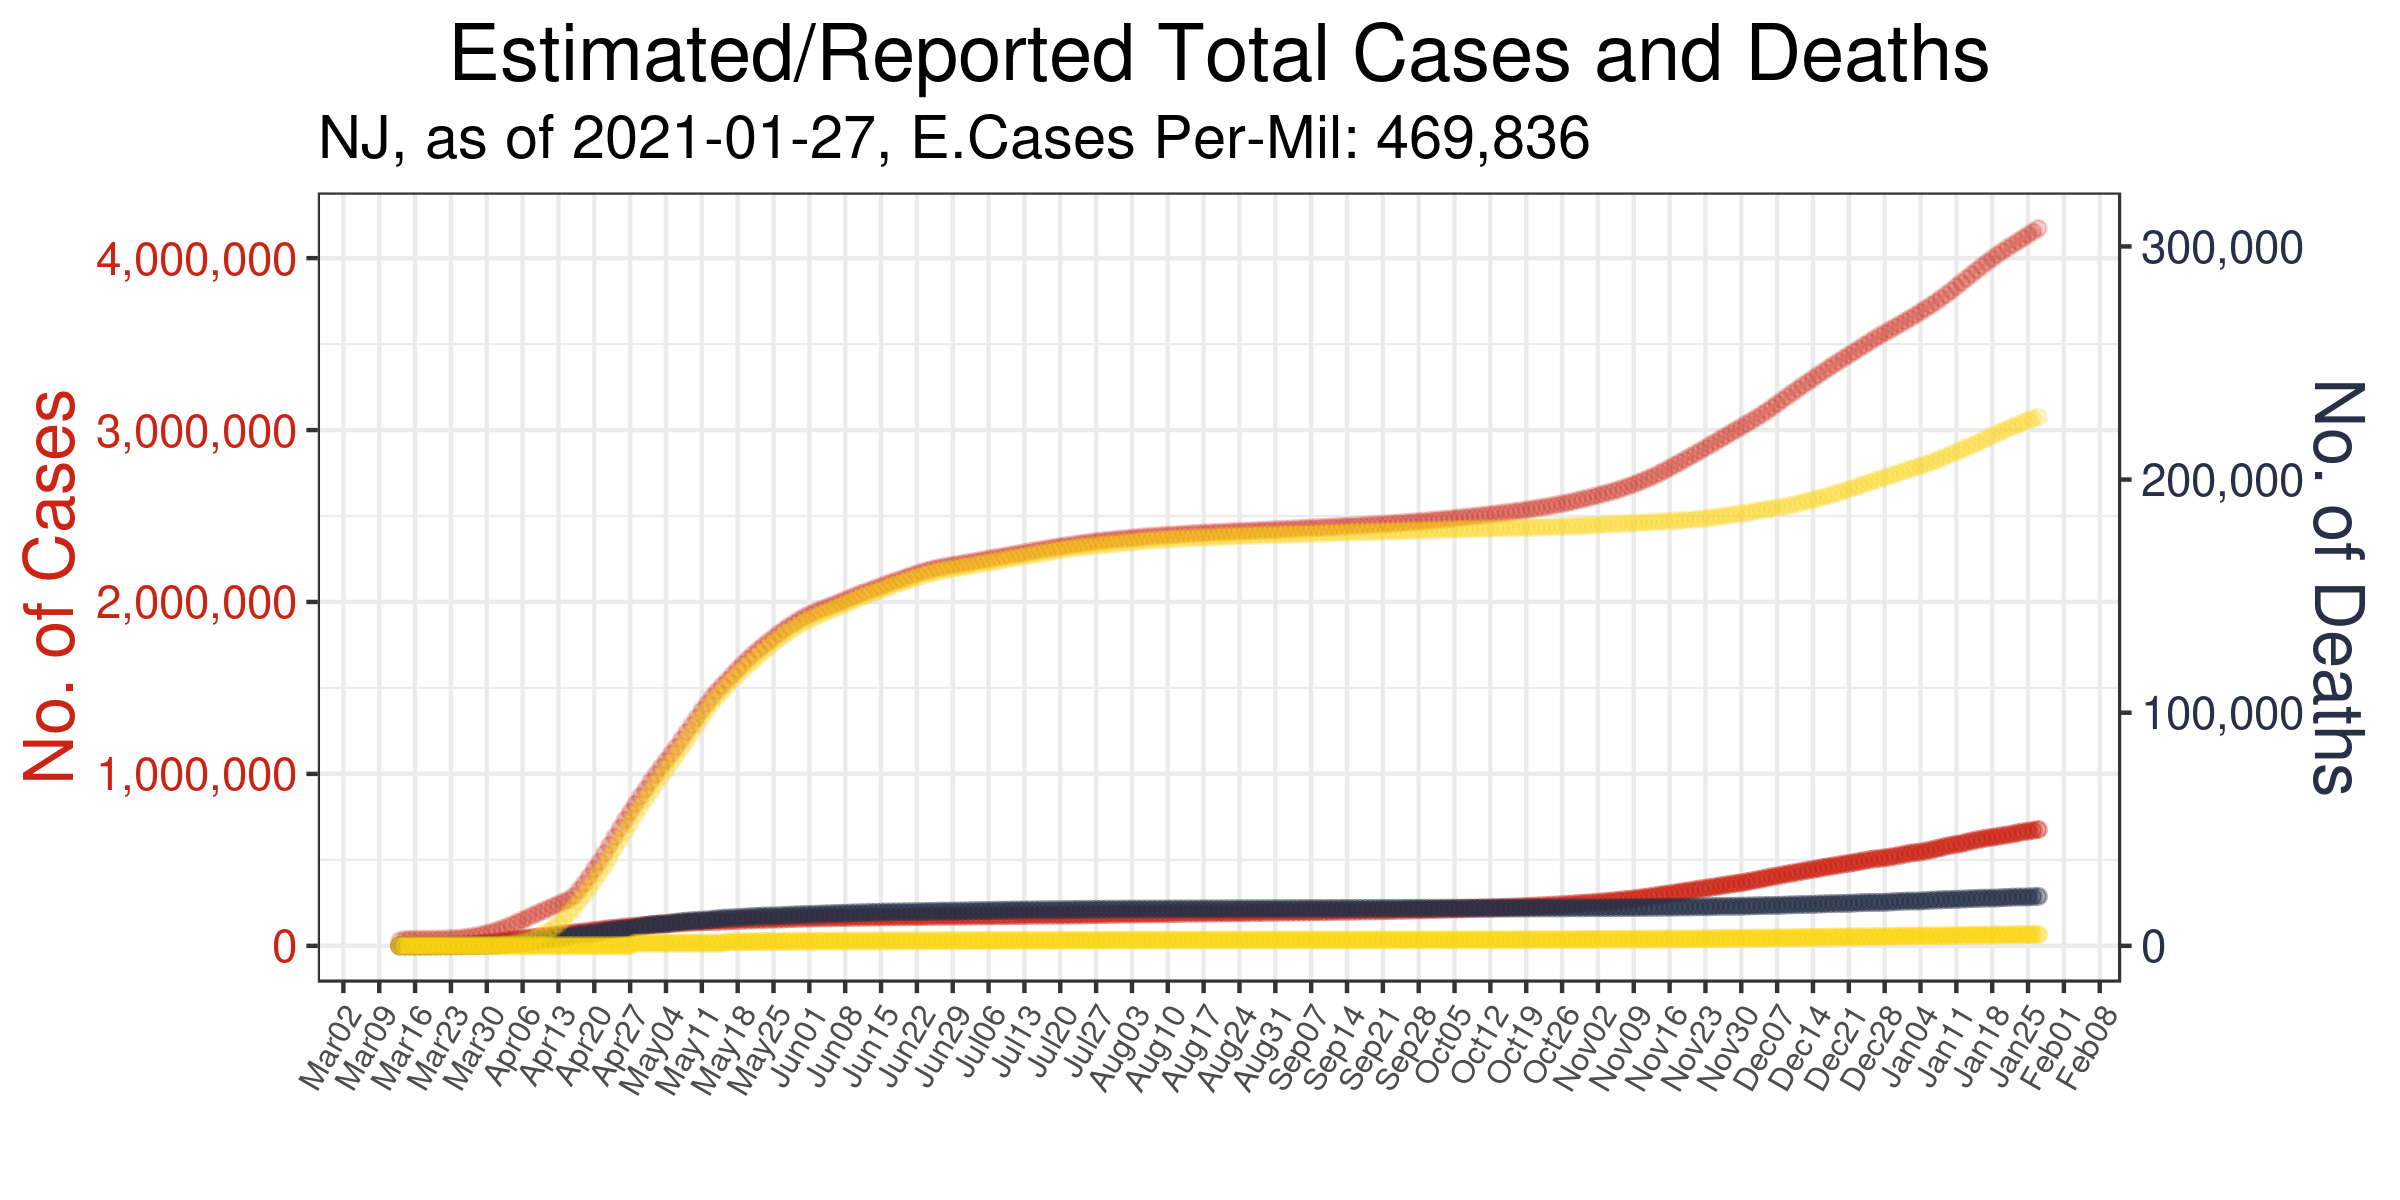 Estimated/Reported Total Cases and Deaths
NJ, as of 2021-01-27, E.Cases Per-Mil: 469,836
No. of Cases
4,000,000
3,000,000
2,000,000
1,000,000
0
300,000
200,000
100,000
0
No. of Deaths
Mar02
Mar09
Mar16
Mar23
Mar30
Apr06
Apr13
Apr20
Apr27
May04
May11
May18
May25
Jun01
Jun08
Jun15
Jun22
Jun29
Jul06
Jul13
Jul20
Jul27
Aug03
Aug10
Aug17
Aug24
Aug31
Sep07
Sep14
Sep21
Sep28
Oct05
Oct12
Oct19
Oct26
Nov02
Nov09
Nov16
Nov23
Nov30
Dec07
Dec14
Dec21
Dec28
Jan04
Jan11
Jan18
Jan25
Feb01
Feb08